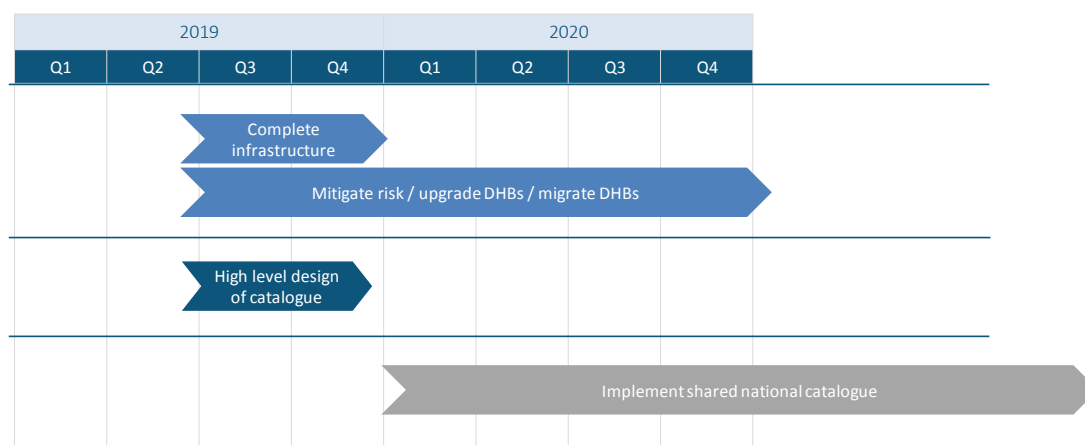 2019 2020
Q1 Q2 Q3 Q4 Q1 Q2 Q3 Q4
Complete
infrastructure
Mitigate risk / upgrade DHBs / migrate DHBs
High level design
of catalogue
Implement shared national catalogue